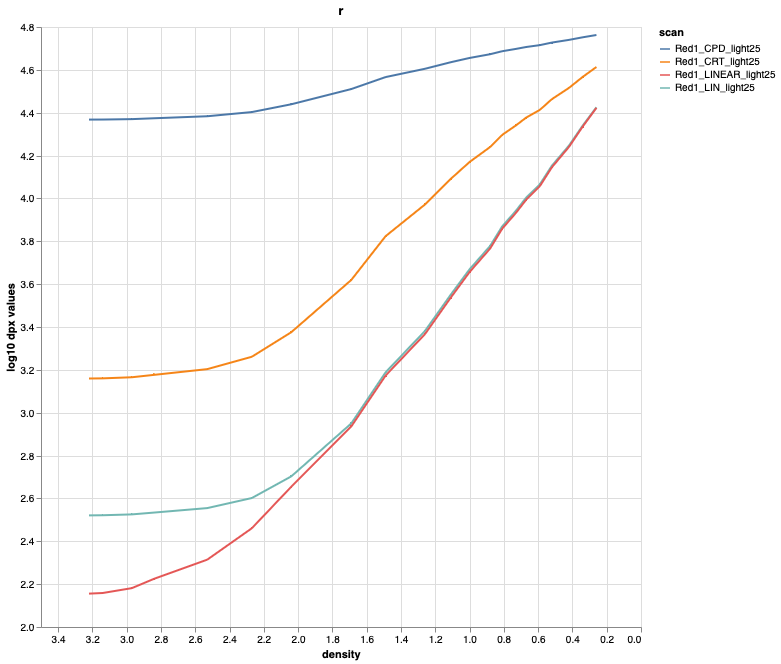 r
scan
Red1_CPD_light25
Red1_CRT_light25
Red1_LINEAR_light25
Red1_LIN_light25
4.8
4.6
4.4
4.2
4.0
3.8
3.6
3.4
3.2
3.0
2.8
2.6
2.4
2.2
2.0
log10 dpx values
3.4 3.2 3.0 2.8 2.6 2.4 2.2 2.0 1.8 1.6 1.4 1.2 1.0 0.8 0.6 0.4 0.2 0.0
density